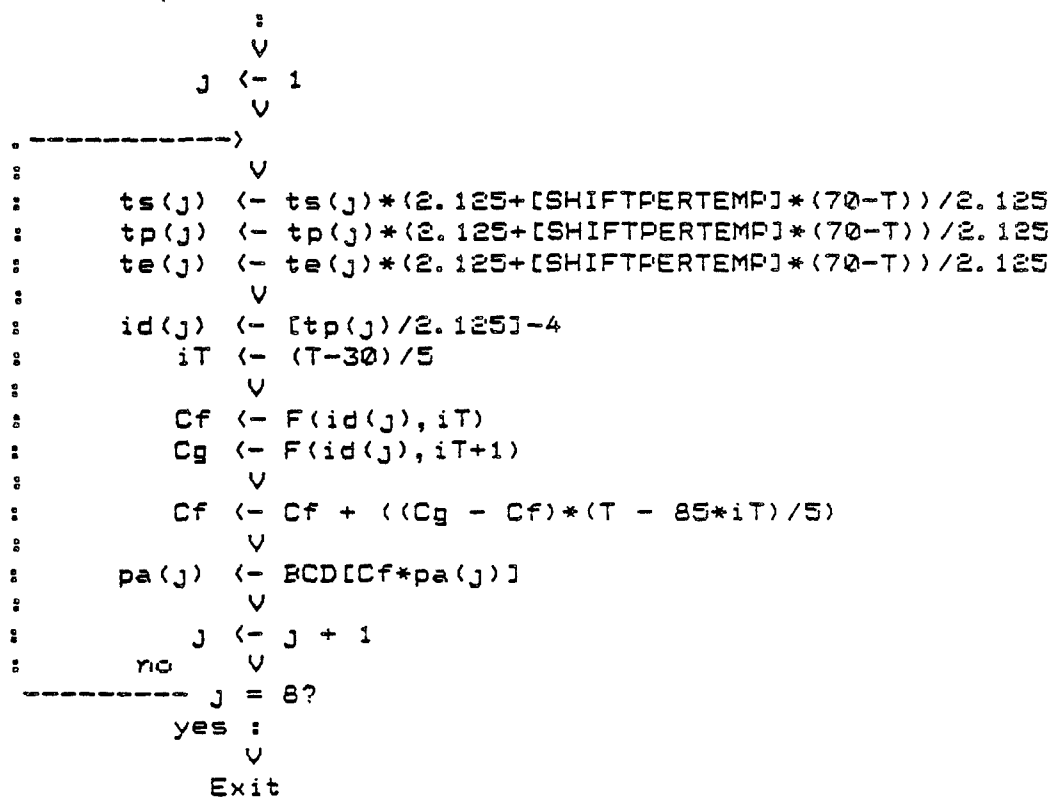 :
V
j <- 1
V
.------------>
: V
: ts(j) <- ts(j)*(2.125+[SHIFTPERTEMP]*(70-T))/2.125
: tp(j) <- tp(j)*(2.125+[SHIFTPERTEMP]*(70-T))/2.125
: te(j) <- te(j)*(2.125+[SHIFTPERTEMP]*(70-T))/2.125
: V
: id(j) <- [tp(j)/2.125]-4
: iT <- (T-30)/5
: V
: Cf <- F(id(j),iT)
: Cg <- F(id(j),iT+1)
: V
: Cf <- Cf + ((Cg - Cf)*(T - 85*iT)/5)
: V
: pa(j) <- BCD[Cf*pa(j)]
: V
: j <- j + 1
: no V
---------- j = 8?
yes :
V
Exit